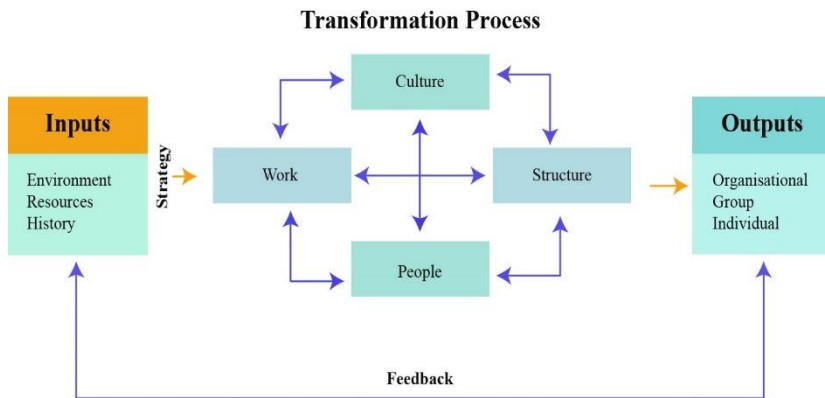 Transformation Process
Inputs
Environment
Resources
History
Strategy
Culture
Work
Structure
People
Outputs
Organisational
Group
Individual
Feedback